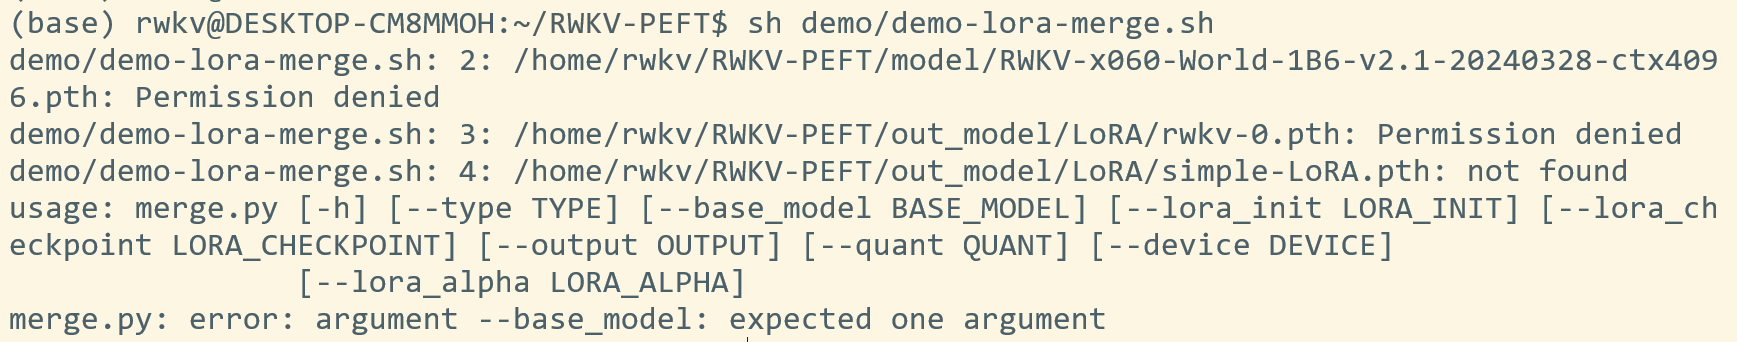 (base) rwkv@DESKTOP-CM8MMOH:~/RWKV-PEFT$ sh demo/demo-lora-merge.sh
demo/demo-lora-merge.sh: 2: /home/rwkv/RWKV-PEFT/model/RWKV-x060-World-1B6-v2.1-20240328-ctx409
6.pth: Permission denied
demo/demo-lora-merge.sh: 3: /home/rwkv/RWKV-PEFT/out_model/LoRA/rwkv-0.pth: Permission denied
demo/demo-lora-merge.sh: 4: /home/rwkv/RWKV-PEFT/out_model/LoRA/simple-LoRA.pth: not found
usage: merge.py [-h] [--type TYPE] [--base_model BASE_MODEL] [--lora_init LORA_INIT] [--lora_ch
eckpoint LORA_CHECKPOINT] [--output OUTPUT] [--quant QUANT] [--device DEVICE]
                [--lora_alpha LORA_ALPHA]
merge.py: error: argument --base_model: expected one argument